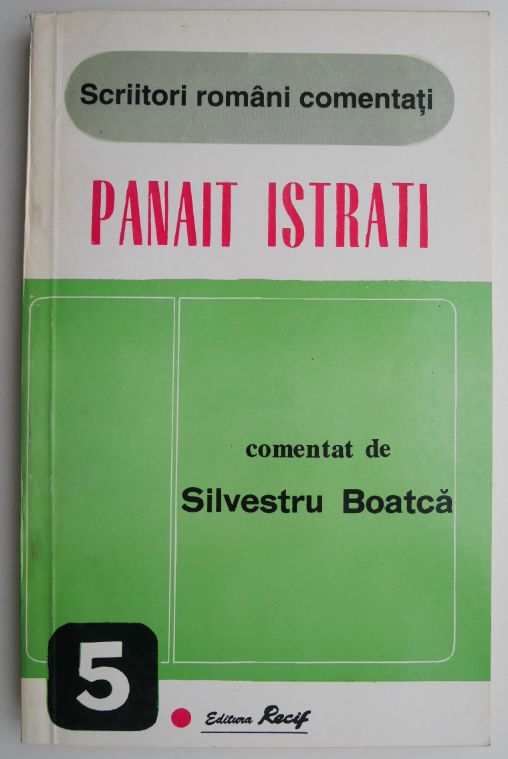 Scriitori români comentați
PANAIT ISTRATI
comentat de
Silvestru Boatcă
5
Editura Recif